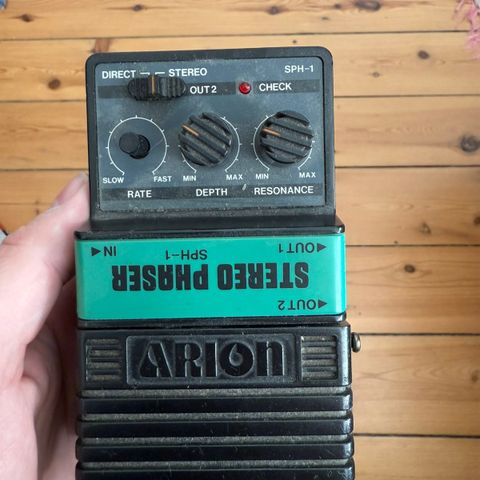 DIRECT STEREO SPH-1
OUT2 CHECK
SLOW FAST MIN MAX MIN MAX
RATE DEPTH RESONANCE
IN OUT1
SPH-1
STEREO PHASER
OUT2
ARION